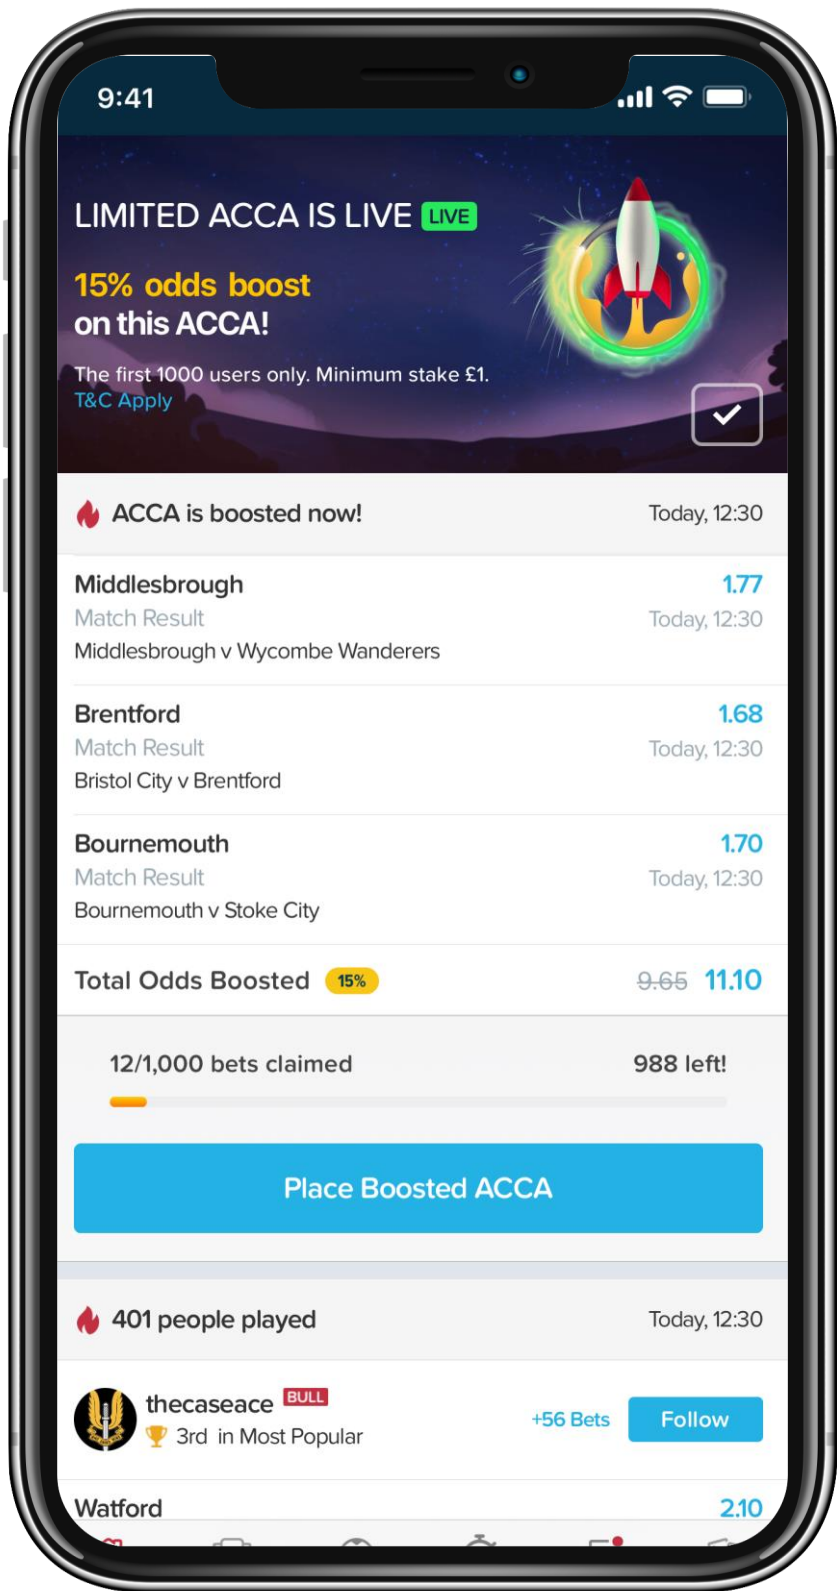 9:41
LIMITED ACCA IS LIVE LIVE
15% odds boost
on this ACCA!
The first 1000 users only. Minimum stake £1.
T&C Apply
ACCA is boosted now! Today, 12:30
Middlesbrough 1.77
Match Result Today, 12:30
Middlesbrough v Wycombe Wanderers
Brentford 1.68
Match Result Today, 12:30
Bristol City v Brentford
Bournemouth 1.70
Match Result Today, 12:30
Bournemouth v Stoke City
Total Odds Boosted 15% 9.65 11.10
12/1,000 bets claimed 988 left!
Place Boosted ACCA
401 people played Today, 12:30
thecaseace BULL
+56 Bets Follow
3rd in Most Popular
Watford 2.10